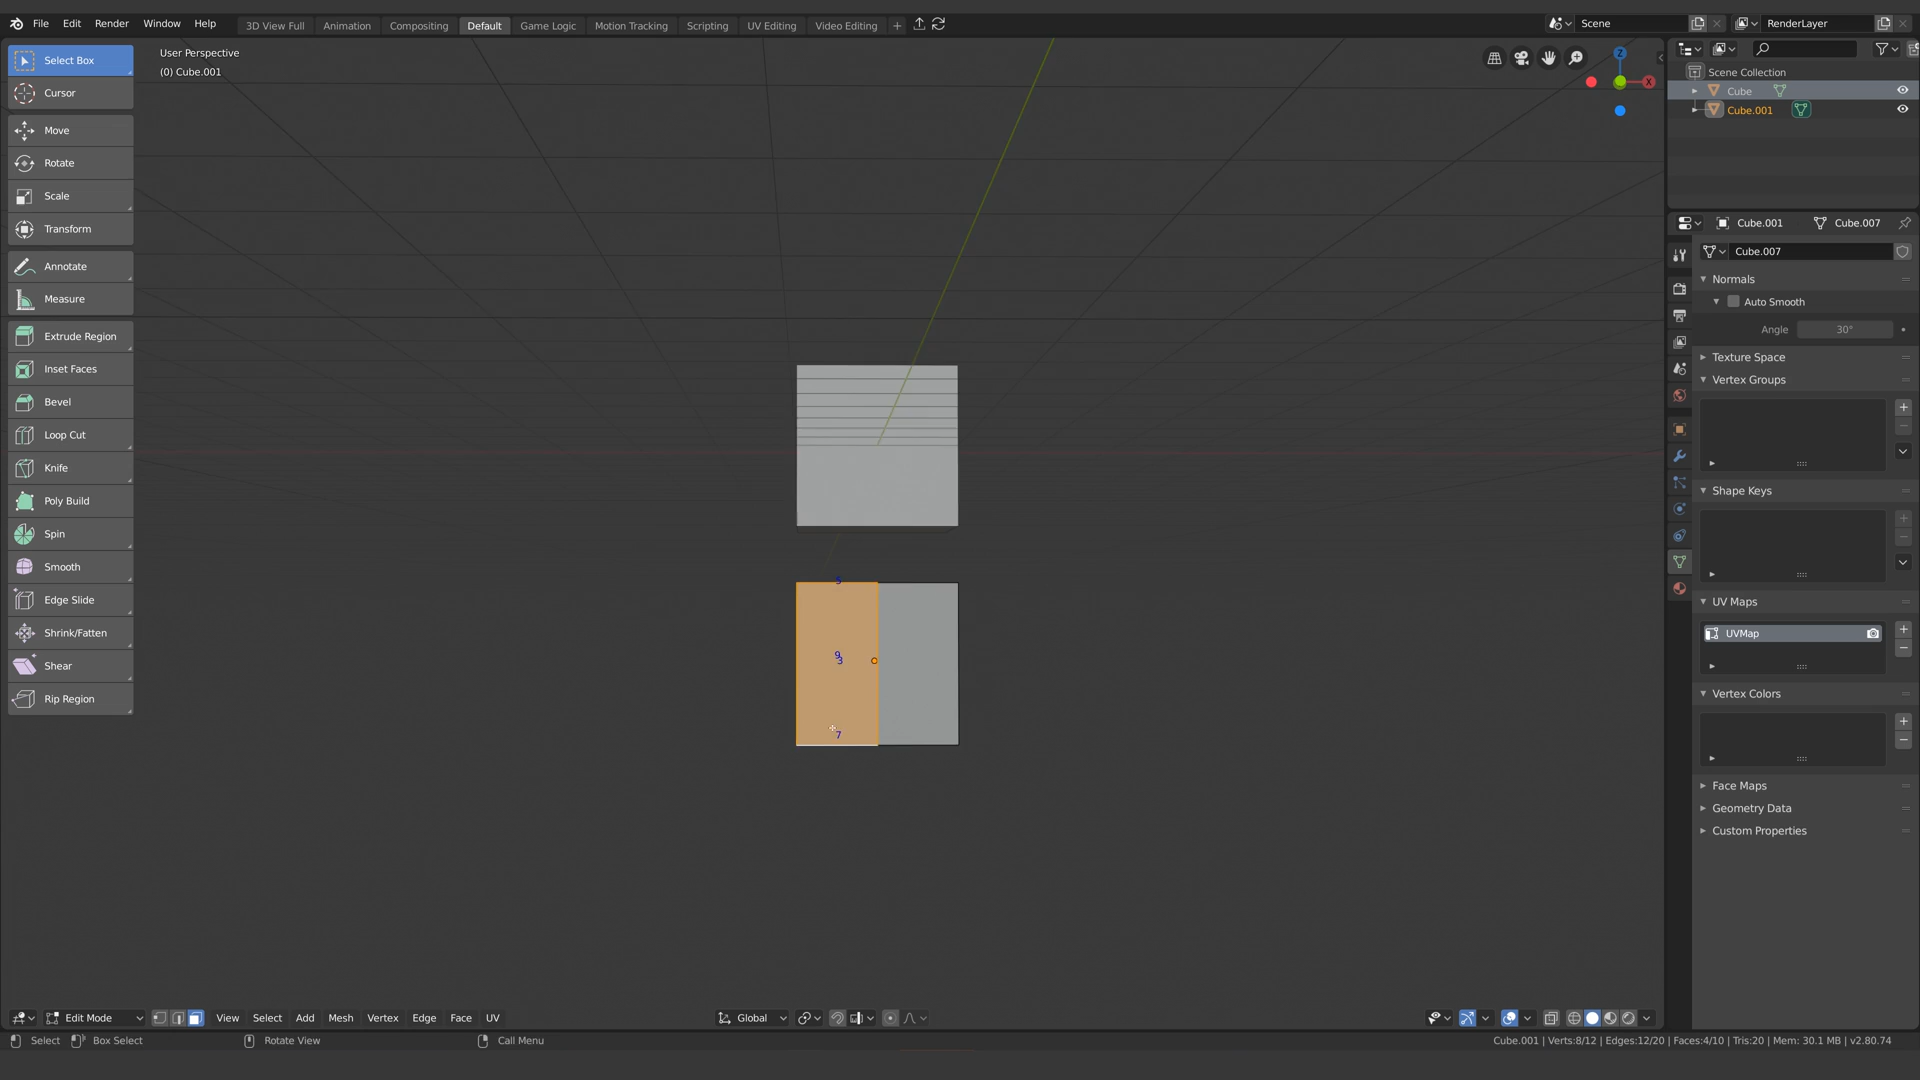 File Edit Render Window Help 3D View Full Animation Compositing Default Game Logic Motion Tracking Scripting UV Editing Video Editing + Scene RenderLayer
Select Box
Cursor
Move
Rotate
Scale
Transform
Annotate
Measure
Extrude Region
Inset Faces
Bevel
Loop Cut
Knife
Poly Build
Spin
Smooth
Edge Slide
Shrink/Fatten
Shear
Rip Region
User Perspective
(0) Cube.001
Z
X
5
9
3
7
Scene Collection
Cube
Cube.001
Cube.001 Cube.007
Cube.007
Normals
Auto Smooth
Angle 30°
Texture Space
Vertex Groups
Shape Keys
UV Maps
UVMap
Vertex Colors
Face Maps
Geometry Data
Custom Properties
Edit Mode View Select Add Mesh Vertex Edge Face UV Global
Select Box Select Rotate View Call Menu Cube.001 | Verts:8/12 | Edges:12/20 | Faces:4/10 | Tris:20 | Mem: 30.1 MB | v2.80.74